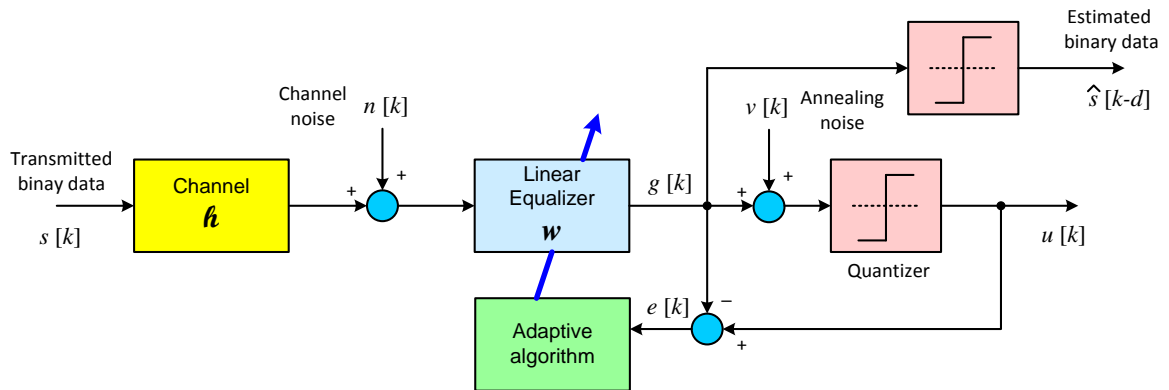 Estimated
binary data
ŝ [k-d]
Channel
noise
n [k]
v [k]
Annealing
noise
Transmitted
binay data
s [k]
Channel
h
+
+
Linear
Equalizer
w
g [k]
+
+
Quantizer
u [k]
Adaptive
algorithm
e [k]
−
+